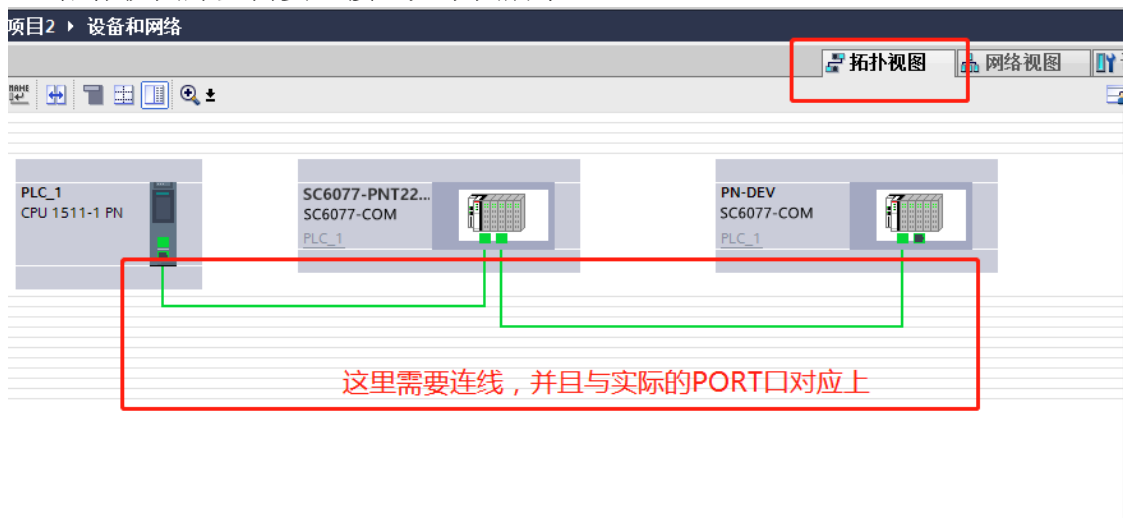 项目2 ▸ 设备和网络
拓扑视图
网络视图
PLC_1
CPU 1511-1 PN
SC6077-PNT22...
SC6077-COM
PLC_1
PN-DEV
SC6077-COM
PLC_1
这里需要连线，并且与实际的PORT口对应上